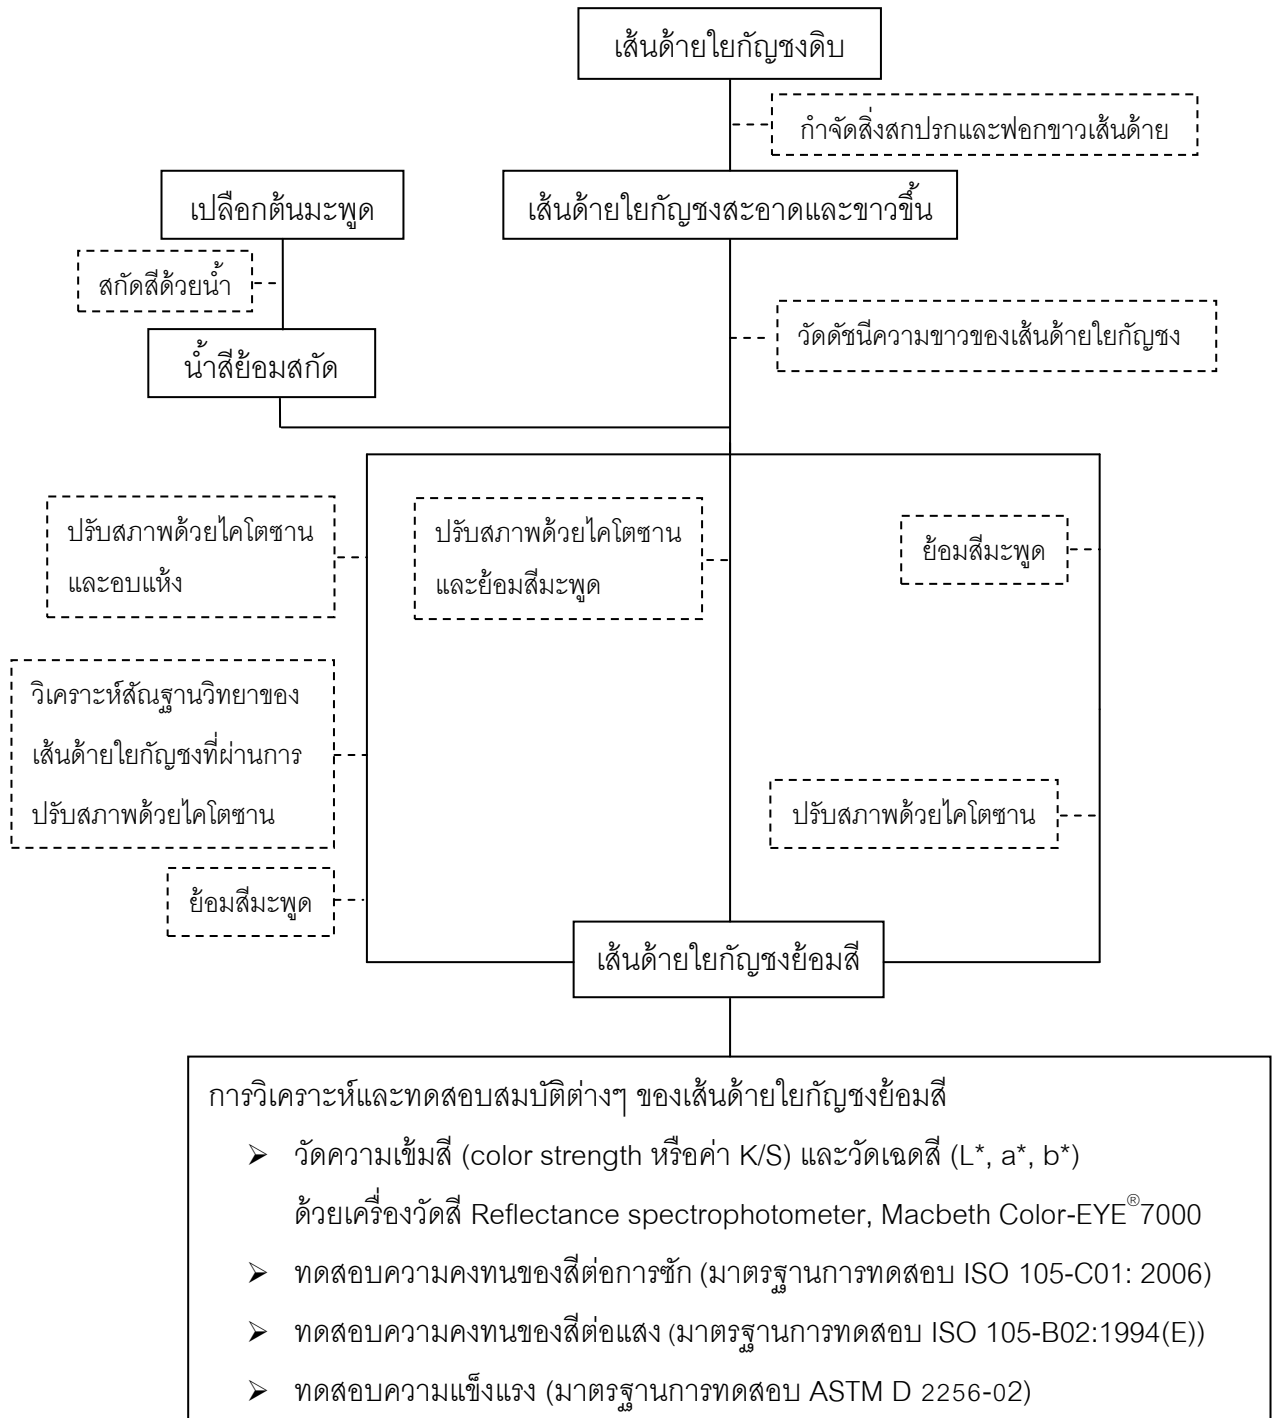 เส้นด้ายใยกัญชงดิบ
กำจัดสิ่งสกปรกและฟอกขาวเส้นด้าย
เปลือกต้นมะพูด
เส้นด้ายใยกัญชงสะอาดและขาวขึ้น
สกัดสีด้วยน้ำ
วัดดัชนีความขาวของเส้นด้ายใยกัญชง
น้ำสีย้อมสกัด
ปรับสภาพด้วยไคโตซาน
และอบแห้ง
ปรับสภาพด้วยไคโตซาน
และย้อมสีมะพูด
ย้อมสีมะพูด
วิเคราะห์สัณฐานวิทยาของ
เส้นด้ายใยกัญชงที่ผ่านการ
ปรับสภาพด้วยไคโตซาน
ปรับสภาพด้วยไคโตซาน
ย้อมสีมะพูด
เส้นด้ายใยกัญชงย้อมสี
การวิเคราะห์และทดสอบสมบัติต่างๆ ของเส้นด้ายใยกัญชงย้อมสี
➢ วัดความเข้มสี (color strength หรือค่า K/S) และวัดเฉดสี (L*, a*, b*)
ด้วยเครื่องวัดสี Reflectance spectrophotometer, Macbeth Color-EYE®7000
➢ ทดสอบความคงทนของสีต่อการซัก (มาตรฐานการทดสอบ ISO 105-C01: 2006)
➢ ทดสอบความคงทนของสีต่อแสง (มาตรฐานการทดสอบ ISO 105-B02:1994(E))
➢ ทดสอบความแข็งแรง (มาตรฐานการทดสอบ ASTM D 2256-02)